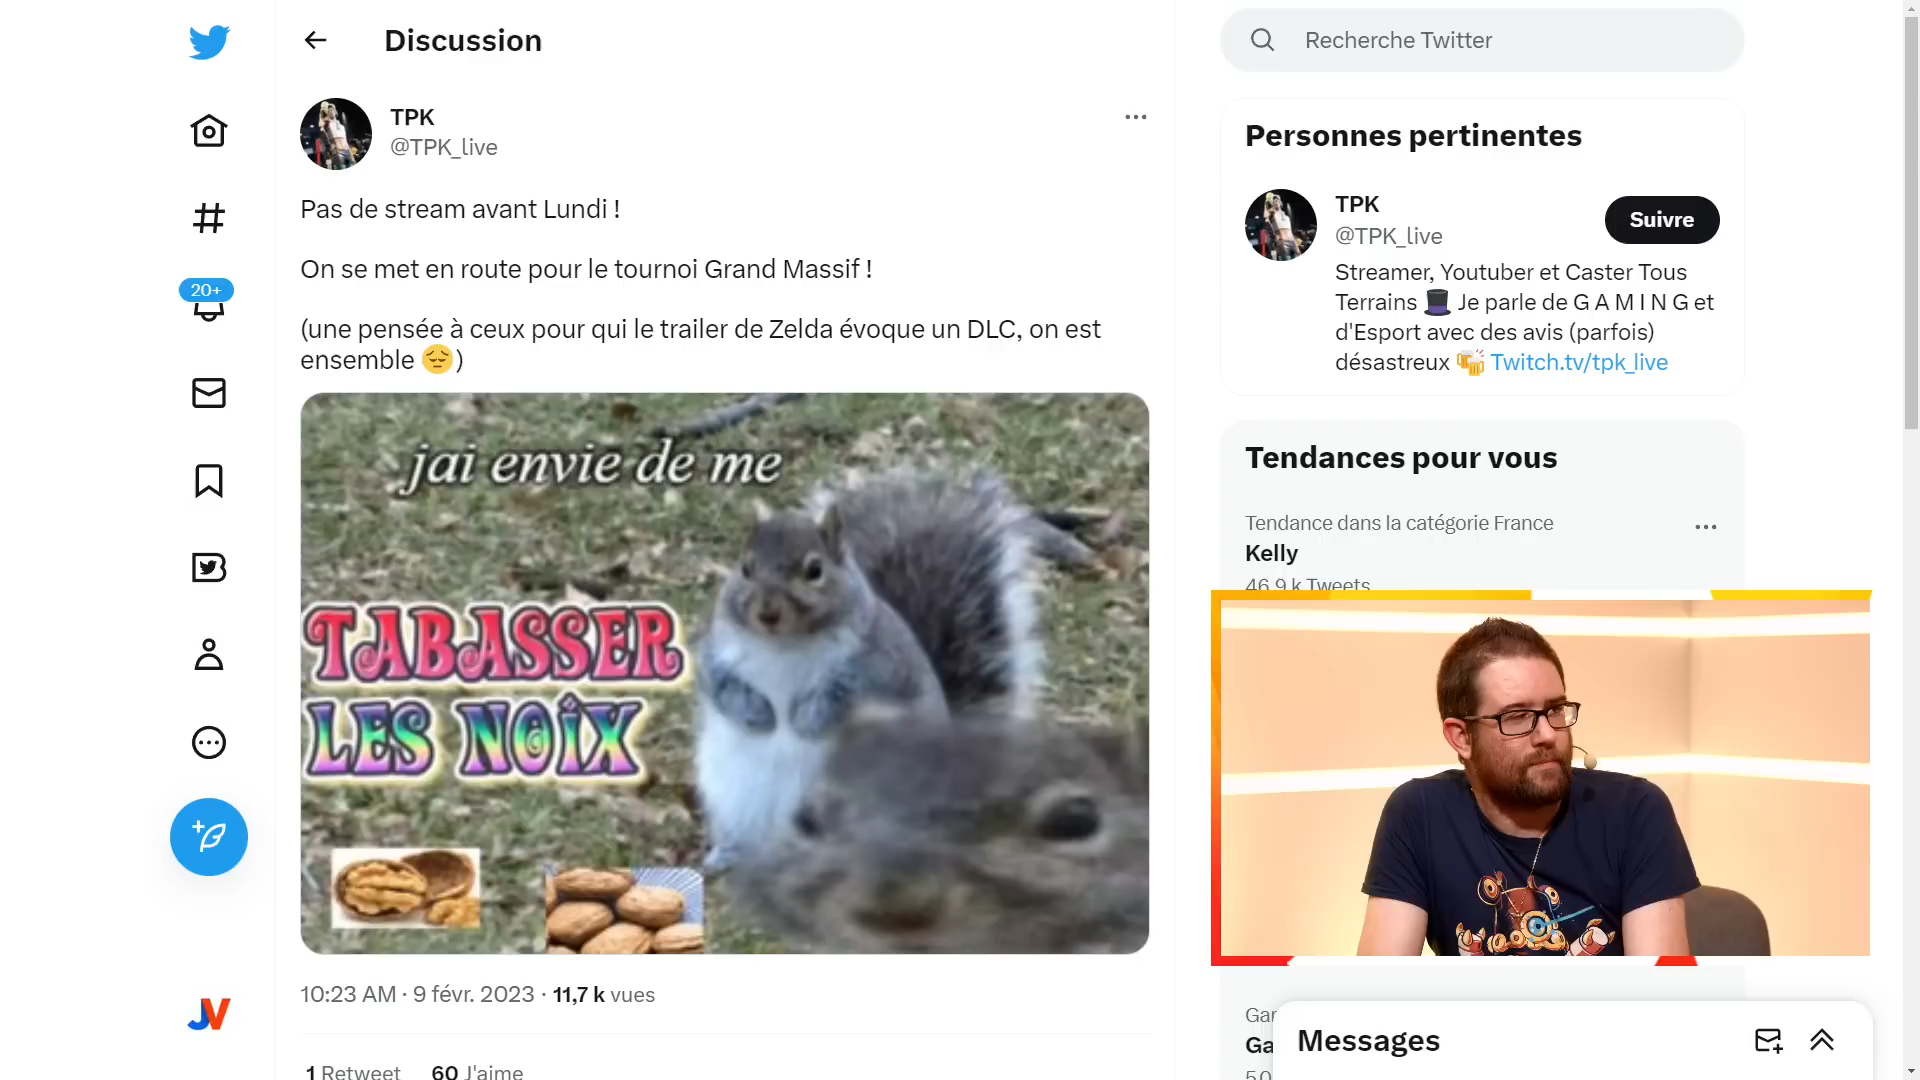 Discussion
TPK
@TPK_live
Pas de stream avant Lundi !
On se met en route pour le tournoi Grand Massif !
(une pensée à ceux pour qui le trailer de Zelda évoque un DLC, on est
ensemble 😔)
jai envie de me
TABASSER
LES NOÎX
10:23 AM · 9 févr. 2023 · 11,7 k vues
1 Retweet 60 J'aime
20+
JV
Recherche Twitter
Personnes pertinentes
TPK
@TPK_live
Suivre
Streamer, Youtuber et Caster Tous
Terrains 🎩 Je parle de G A M I N G et
d'Esport avec des avis (parfois)
désastreux 🍻 Twitch.tv/tpk_live
Tendances pour vous
Tendance dans la catégorie France
Kelly
46,9 k Tweets
Messages